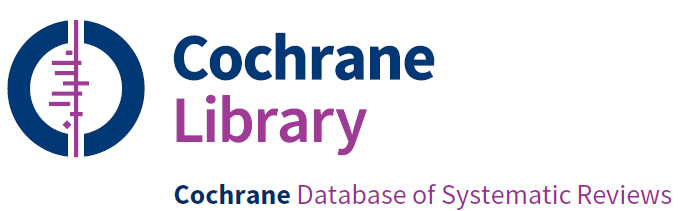 Cochrane
Library
Cochrane Database of Systematic Reviews